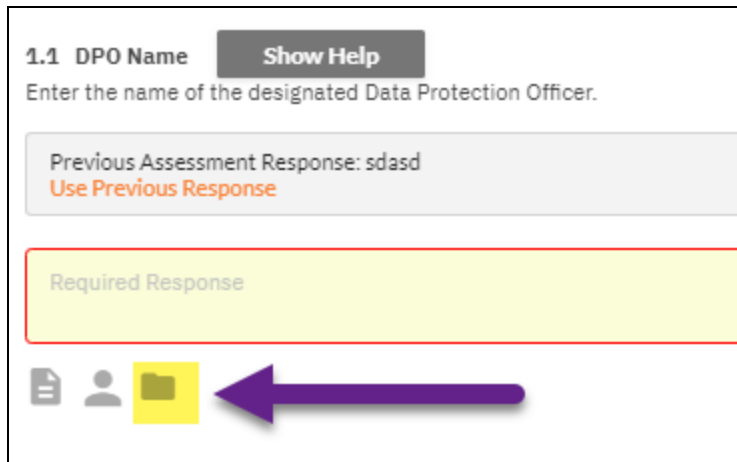 1.1 DPO Name Show Help
Enter the name of the designated Data Protection Officer.
Previous Assessment Response: sdasd
Use Previous Response
Required Response